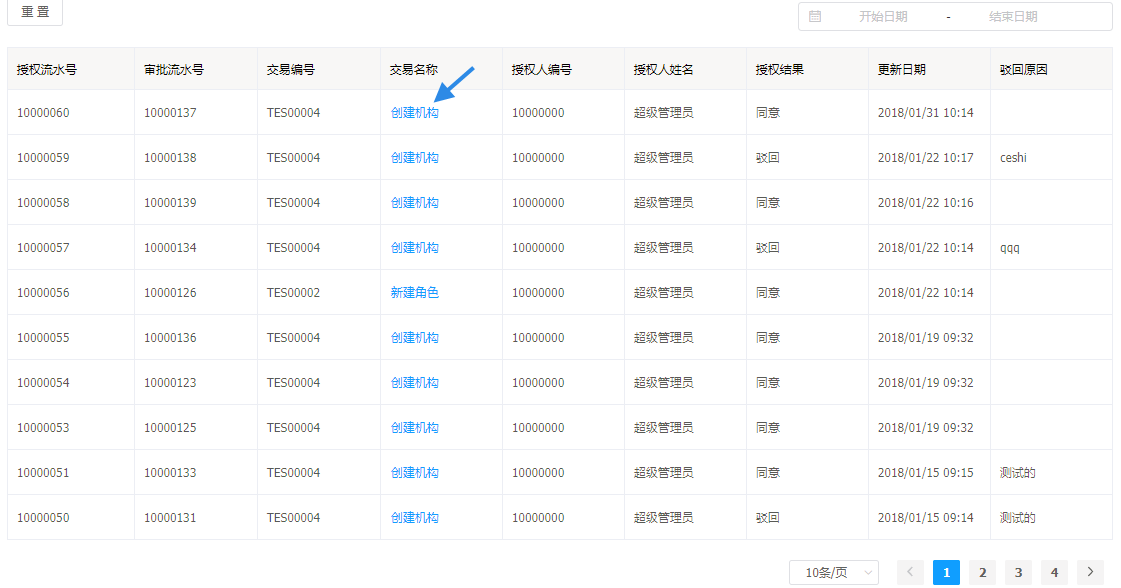 重 置
开始日期 - 结束日期
授权流水号 审批流水号 交易编号 交易名称 授权人编号 授权人姓名 授权结果 更新日期 驳回原因
10000060 10000137 TES00004 创建机构 10000000 超级管理员 同意 2018/01/31 10:14
10000059 10000138 TES00004 创建机构 10000000 超级管理员 驳回 2018/01/22 10:17 ceshi
10000058 10000139 TES00004 创建机构 10000000 超级管理员 同意 2018/01/22 10:16
10000057 10000134 TES00004 创建机构 10000000 超级管理员 驳回 2018/01/22 10:14 qqq
10000056 10000126 TES00002 新建角色 10000000 超级管理员 同意 2018/01/22 10:14
10000055 10000136 TES00004 创建机构 10000000 超级管理员 同意 2018/01/19 09:32
10000054 10000123 TES00004 创建机构 10000000 超级管理员 同意 2018/01/19 09:32
10000053 10000125 TES00004 创建机构 10000000 超级管理员 同意 2018/01/19 09:32
10000051 10000133 TES00004 创建机构 10000000 超级管理员 同意 2018/01/15 09:15 测试的
10000050 10000131 TES00004 创建机构 10000000 超级管理员 驳回 2018/01/15 09:14 测试的
10条/页 1 2 3 4